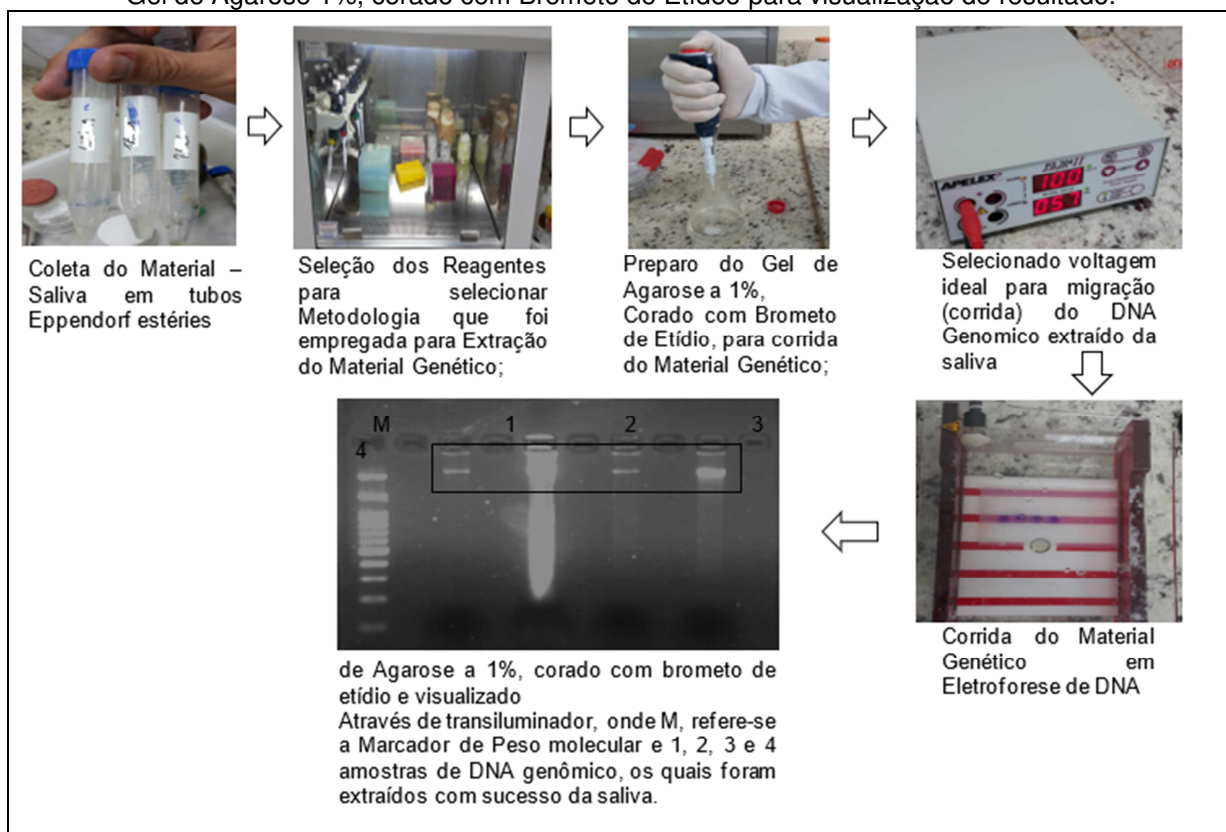 Gel de Agarose 1%, corado com Brometo de Etídeo para visualização do resultado.
Coleta do Material –
Saliva em tubos
Eppendorf estéries
Seleção dos Reagentes
para selecionar
Metodologia que foi
empregada para Extração
do Material Genético;
Preparo do Gel de
Agarose a 1%,
Corado com Brometo
de Etídio, para corrida
do Material Genético;
APELEX
PS304II
100
057
Selecionado voltagem
ideal para migração
(corrida) do DNA
Genomico extraído da
saliva
Corrida do Material
Genético em
Eletroforese de DNA
M 1 2 3
4
de Agarose a 1%, corado com brometo de
etídio e visualizado
Através de transiluminador, onde M, refere-se
a Marcador de Peso molecular e 1, 2, 3 e 4
amostras de DNA genômico, os quais foram
extraídos com sucesso da saliva.